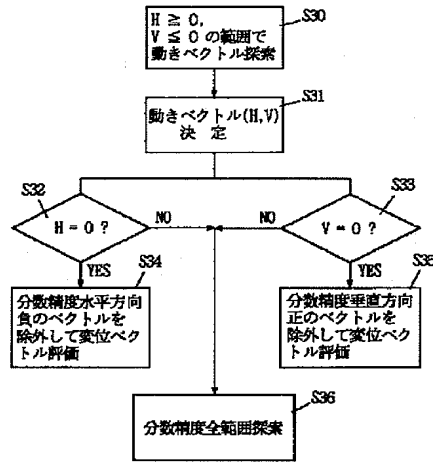 S30
H ≧ 0,
V ≦ 0 の範囲で
動きベクトル探索
S31
動きベクトル(H,V)
決 定
S32
H = 0 ?
NO
YES
S33
V = 0 ?
NO
YES
S34
分数精度水平方向
負のベクトルを
除外して変位ベク
トル評価
S35
分数精度垂直方向
正のベクトルを
除外して変位ベク
トル評価
S36
分数精度全範囲探索